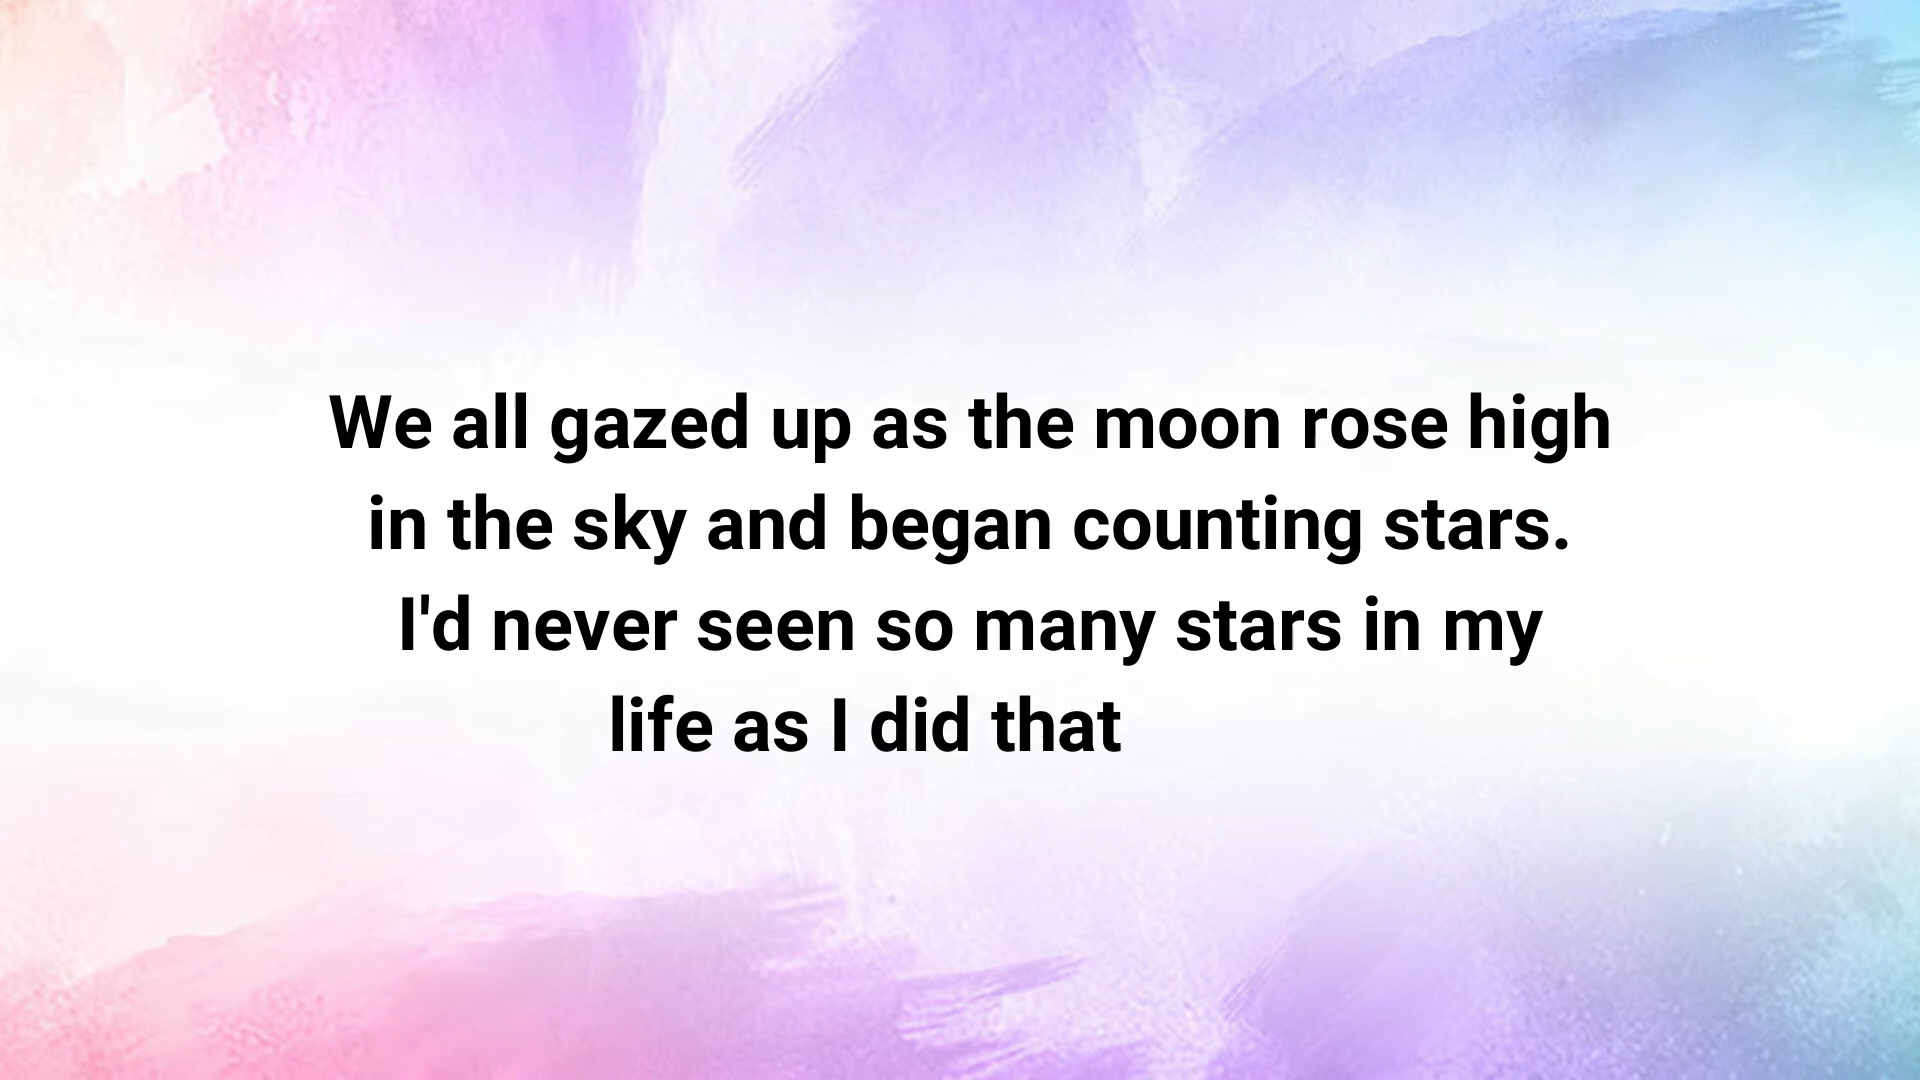 We all gazed up as the moon rose high
in the sky and began counting stars.
I'd never seen so many stars in my
life as I did that